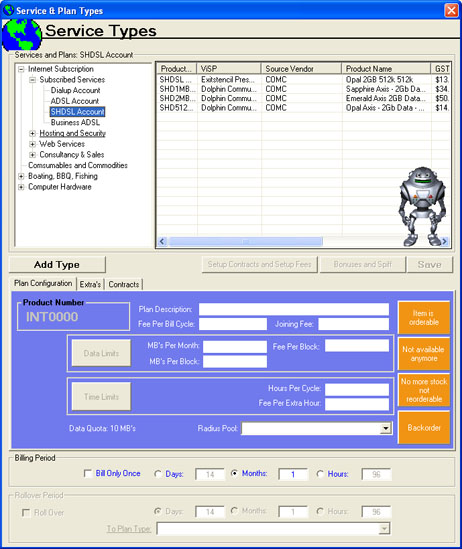 Service & Plan Types
Service Types
Services and Plans: SHDSL Account
Internet Subscription
Subscribed Services
Dialup Account
ADSL Account
SHDSL Account
Business ADSL
Hosting and Security
Web Services
Consultancy & Sales
Consumables and Commodities
Boating, BBQ, Fishing
Computer Hardware
Product... ViSP Source Vendor Product Name GST
SHDSL ... Exitstencil Pres... COMC Opal 2GB 512k 512k $13.
SHD1MB... Dolphin Commu... COMC Sapphire Axis - 2Gb Da... $34.
SHD2MB... Dolphin Commu... COMC Emerald Axis 2GB Data... $50.
SHD512... Dolphin Commu... COMC Opal Axis - 2Gb Data - ... $14.
Add Type Setup Contracts and Setup Fees Bonuses and Spiff Save
Plan Configuration Extra's Contracts
Product Number
INT0000
Plan Description:
Fee Per Bill Cycle: Joining Fee:
Item is orderable
Data Limits
MB's Per Month: Fee Per Block:
MB's Per Block:
Not available anymore
Time Limits
Hours Per Cycle:
Fee Per Extra Hour:
No more stock not reorderable
Data Quota: 10 MB's Radius Pool:
Backorder
Billing Period
Bill Only Once Days: 14 Months: 1 Hours: 96
Rollover Period
Roll Over Days: 14 Months: 1 Hours: 96
To Plan Type: